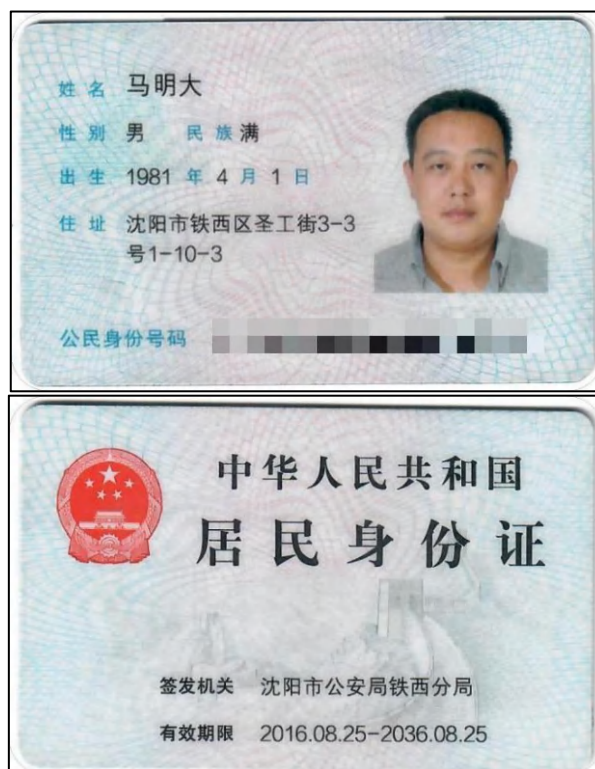 姓名 马明大
性别 男 民族 满
出生 1981 年 4 月 1 日
住址 沈阳市铁西区圣工街3-3
号1-10-3
公民身份号码
中华人民共和国
居民身份证
签发机关 沈阳市公安局铁西分局
有效期限 2016.08.25-2036.08.25